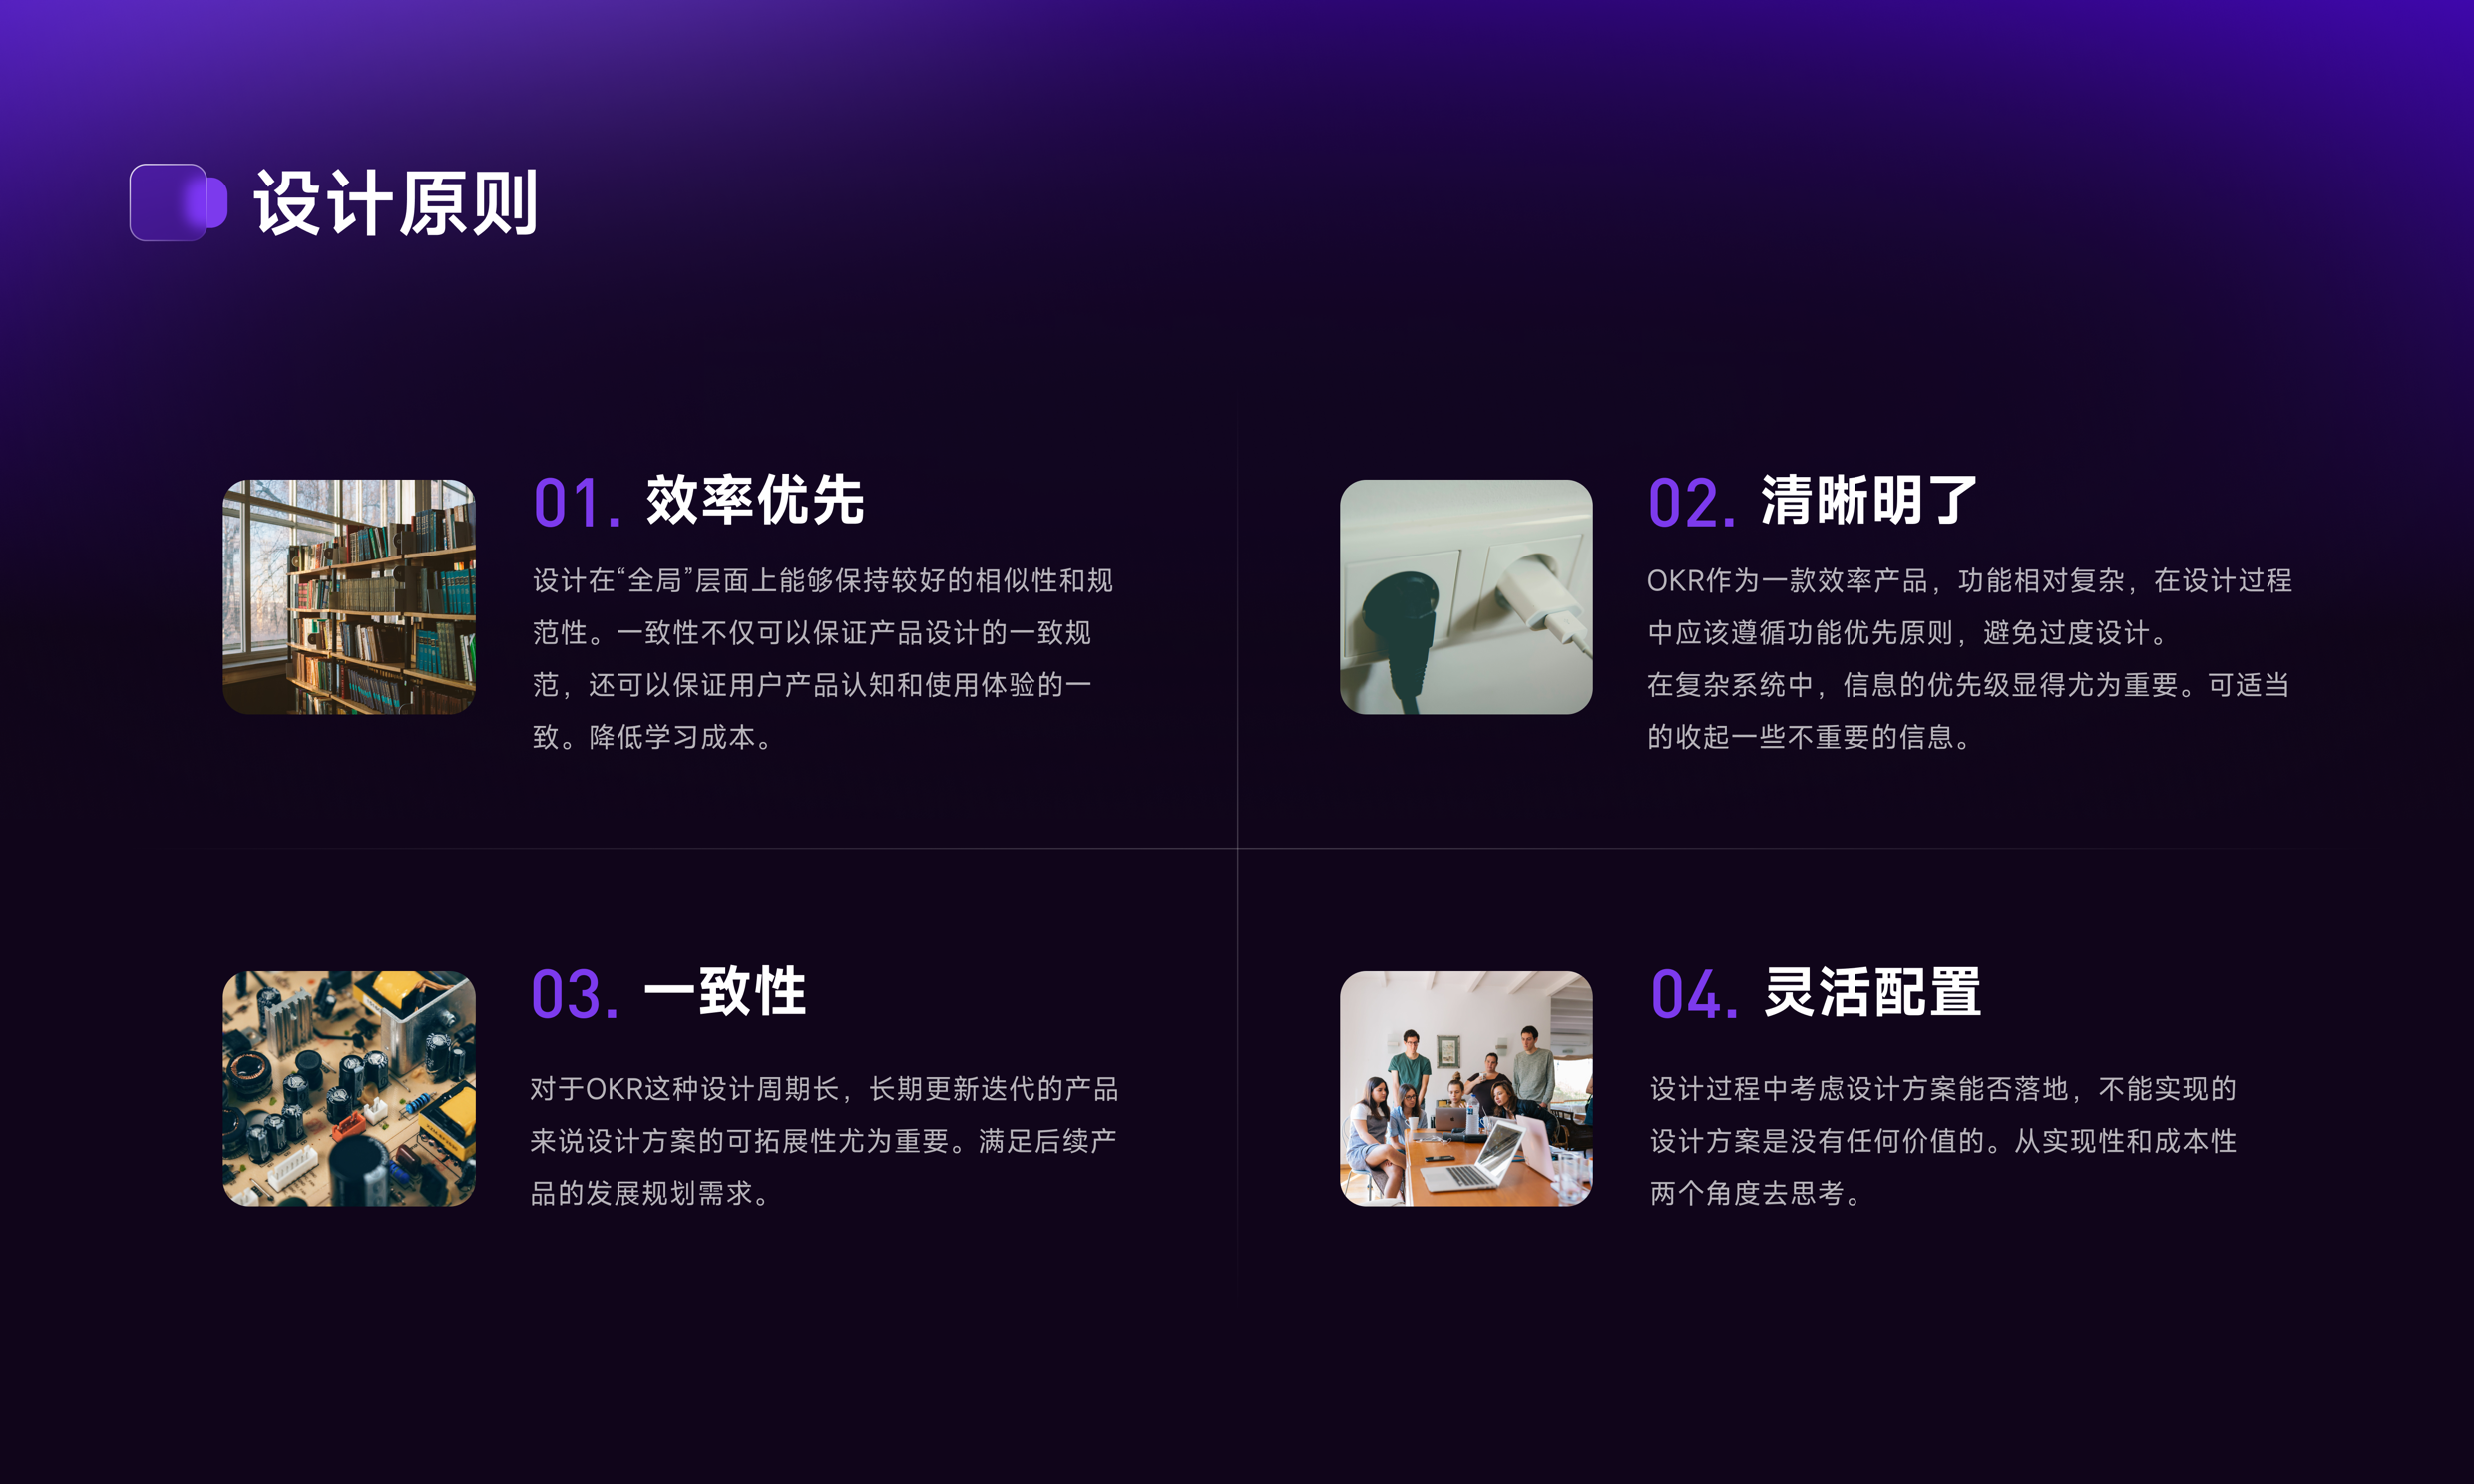 设计原则
01. 效率优先
设计在“全局”层面上能够保持较好的相似性和规
范性。一致性不仅可以保证产品设计的一致规
范，还可以保证用户产品认知和使用体验的一
致。降低学习成本。
02. 清晰明了
OKR作为一款效率产品，功能相对复杂，在设计过程
中应该遵循功能优先原则，避免过度设计。
在复杂系统中，信息的优先级显得尤为重要。可适当
的收起一些不重要的信息。
03. 一致性
对于OKR这种设计周期长，长期更新迭代的产品
来说设计方案的可拓展性尤为重要。满足后续产
品的发展规划需求。
04. 灵活配置
设计过程中考虑设计方案能否落地，不能实现的
设计方案是没有任何价值的。从实现性和成本性
两个角度去思考。